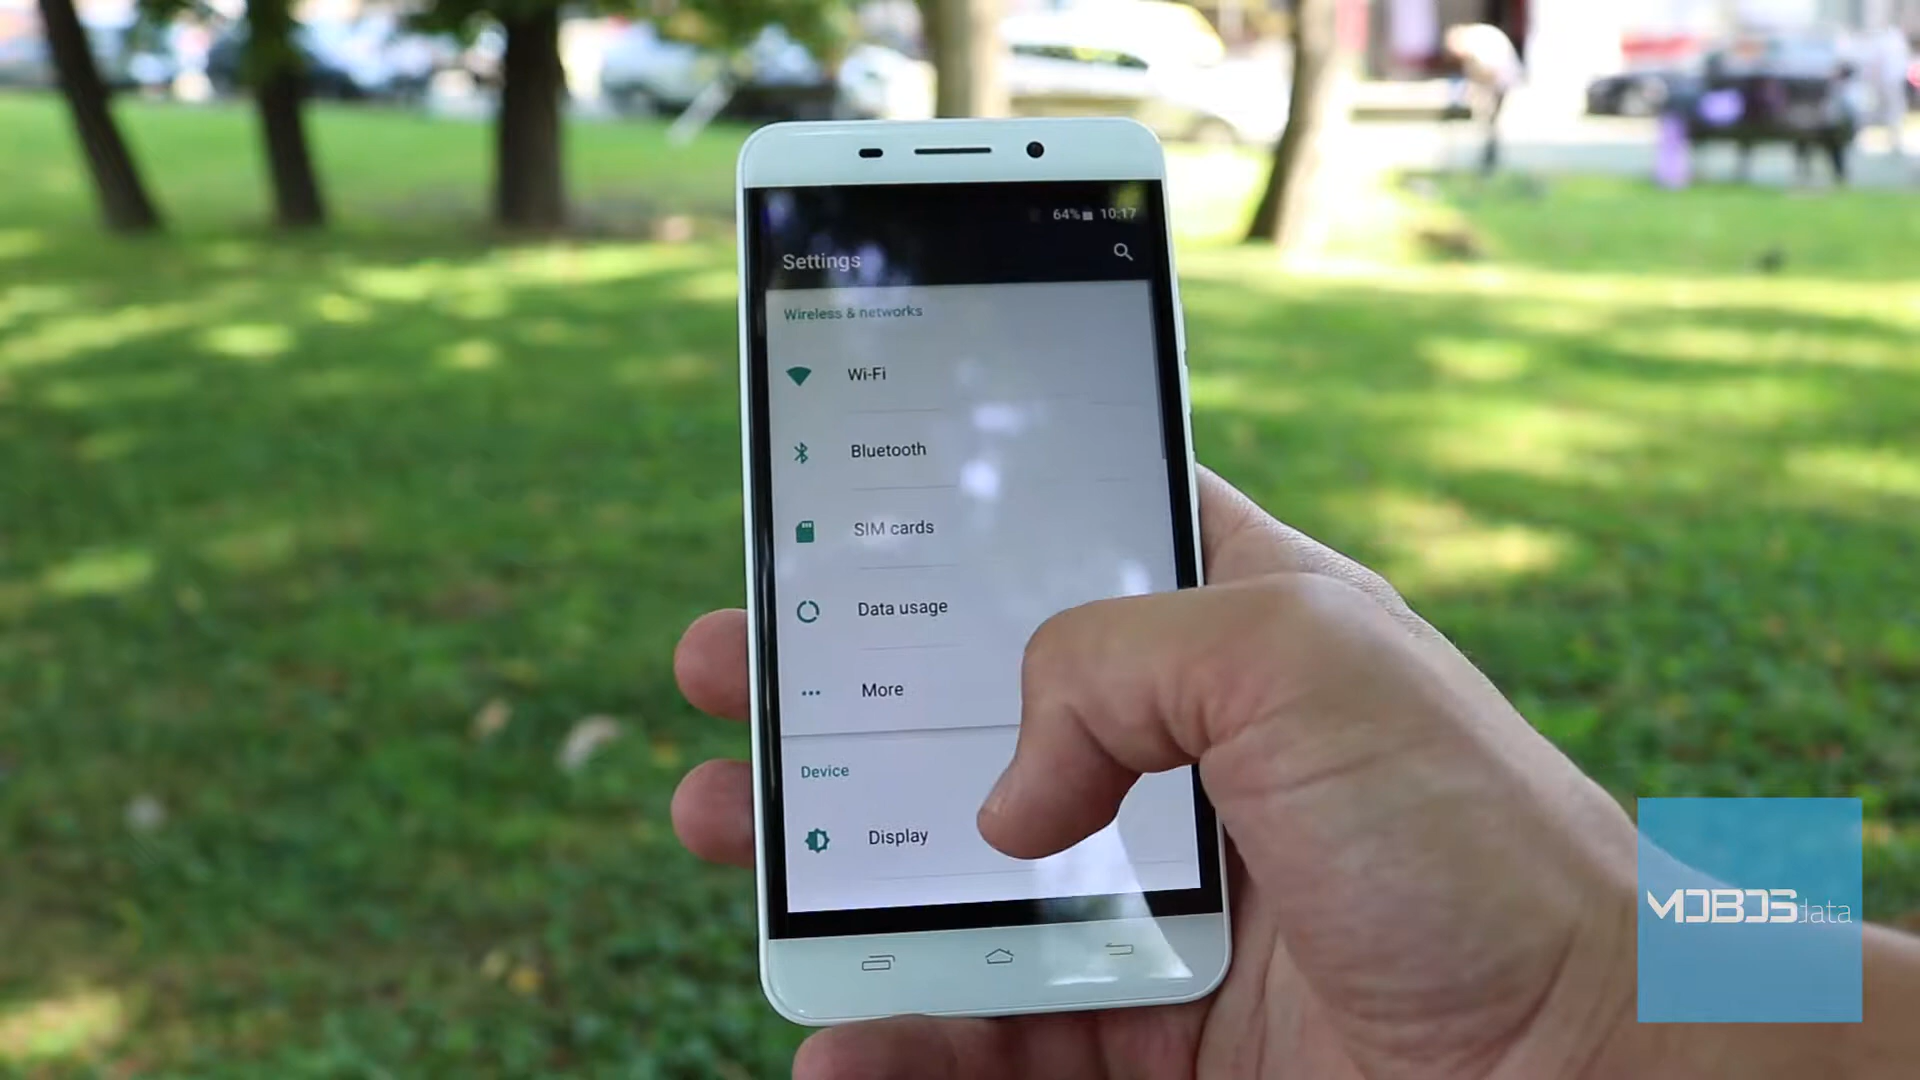 64% 10:17
Settings
Wireless & networks
Wi-Fi
Bluetooth
SIM cards
Data usage
More
Device
Display
MOBOSdata